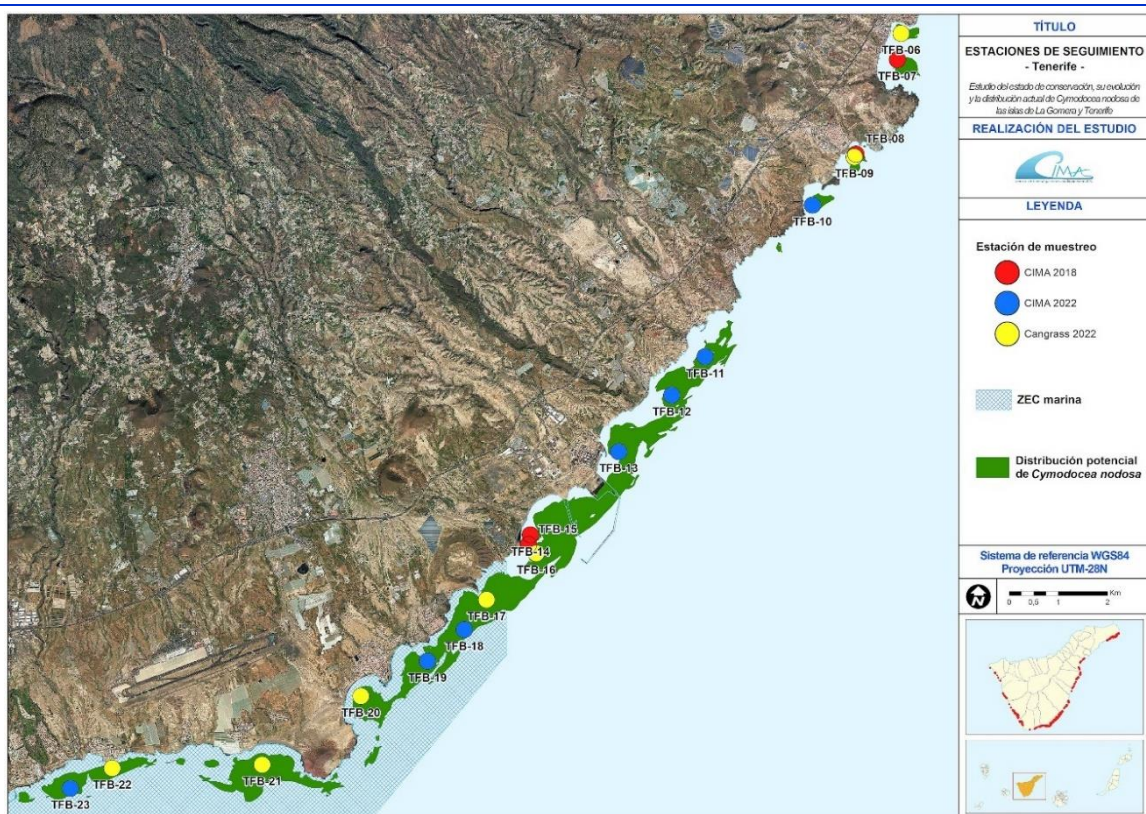 TFB-06
TFB-07
TFB-08
TFB-09
TFB-10
TFB-11
TFB-12
TFB-13
TFB-15
TFB-14
TFB-16
TFB-17
TFB-18
TFB-19
TFB-20
TFB-21
TFB-22
TFB-23
TÍTULO
ESTACIONES DE SEGUIMIENTO
- Tenerife -
Estudio del estado de conservación, su evolución
y la distribución actual de Cymodocea nodosa de
las islas de La Gomera y Tenerife
REALIZACIÓN DEL ESTUDIO
CIMA
LEYENDA
Estación de muestreo
CIMA 2018
CIMA 2022
Cangrass 2022
ZEC marina
Distribución potencial
de Cymodocea nodosa
Sistema de referencia WGS84
Proyección UTM-28N
N
0 0,5 1 2 Km